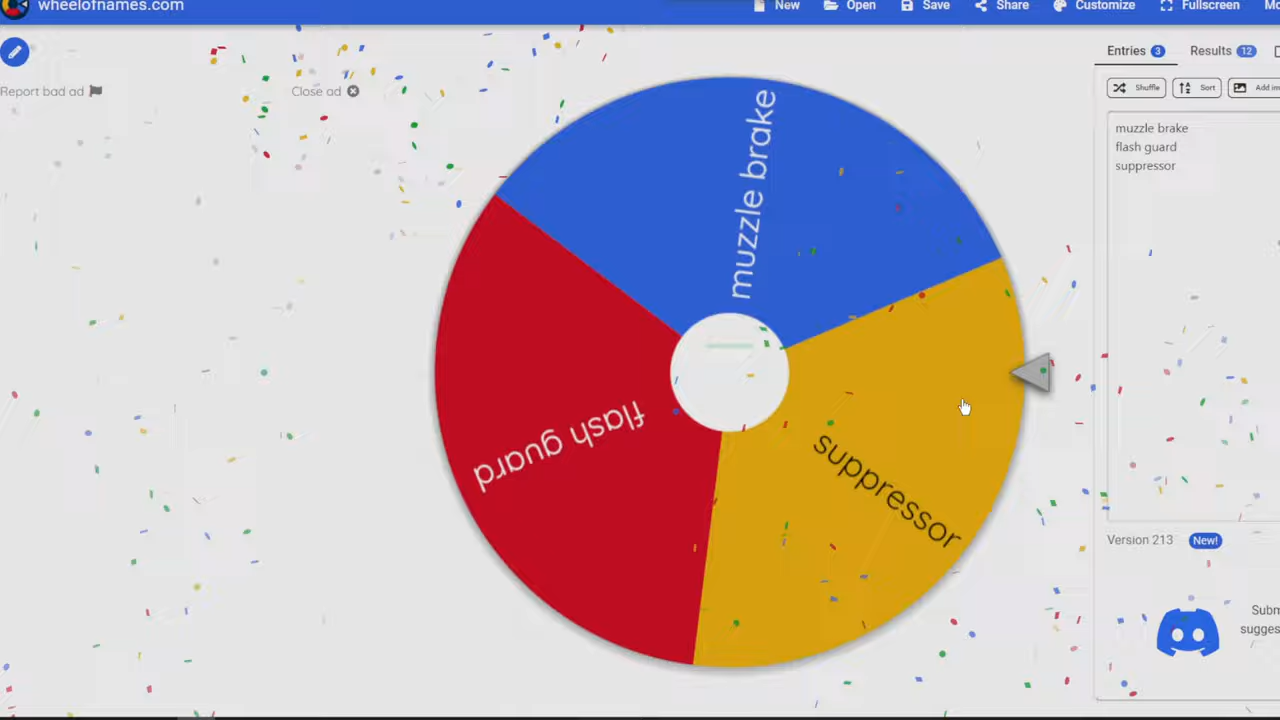 wheelofnames.com
New
Open
Save
Share
Customize
Fullscreen
Report bad ad
Close ad
Entries 3
Results 12
Shuffle
Sort
Add
muzzle brake
flash guard
suppressor
muzzle brake
flash guard
suppressor
Version 213
New!